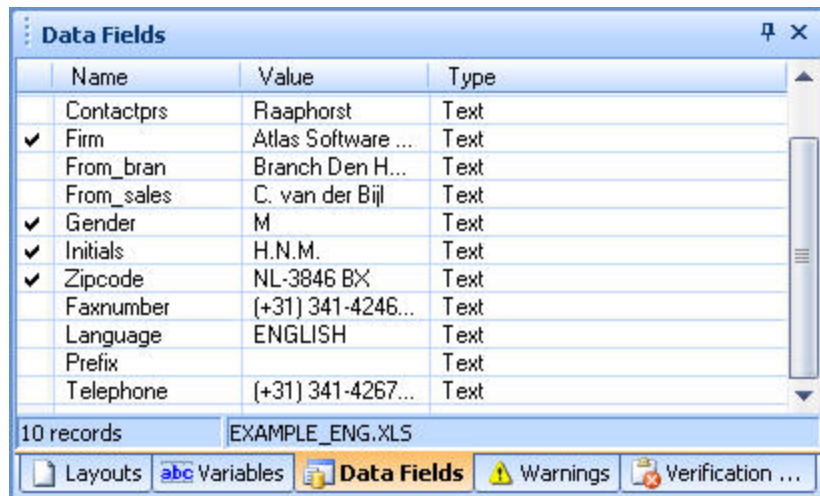 Data Fields
Name Value Type
Contactprs Raaphorst Text
Firm Atlas Software ... Text
From_bran Branch Den H... Text
From_sales C. van der Bijl Text
Gender M Text
Initials H.N.M. Text
Zipcode NL-3846 BX Text
Faxnumber (+31) 341-4246... Text
Language ENGLISH Text
Prefix Text
Telephone (+31) 341-4267... Text
10 records EXAMPLE_ENG.XLS
Layouts abc Variables Data Fields Warnings Verification ...